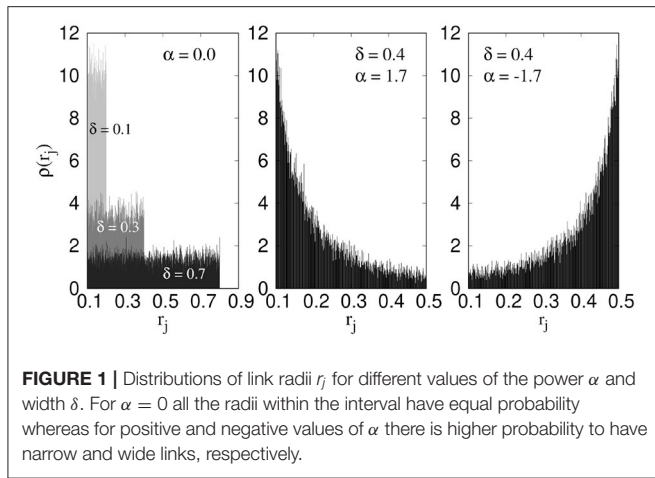 12
10
8
6
4
2
0
ρ(r_j)
α = 0.0
δ = 0.1
δ = 0.3
δ = 0.7
0.1 0.3 0.5 0.7 0.9
r_j
12
10
8
6
4
2
0
δ = 0.4
α = 1.7
0.1 0.2 0.3 0.4 0.5
r_j
12
10
8
6
4
2
0
δ = 0.4
α = -1.7
0.1 0.2 0.3 0.4 0.5
r_j
FIGURE 1 | Distributions of link radii r_j for different values of the power α and
width δ. For α = 0 all the radii within the interval have equal probability
whereas for positive and negative values of α there is higher probability to have
narrow and wide links, respectively.